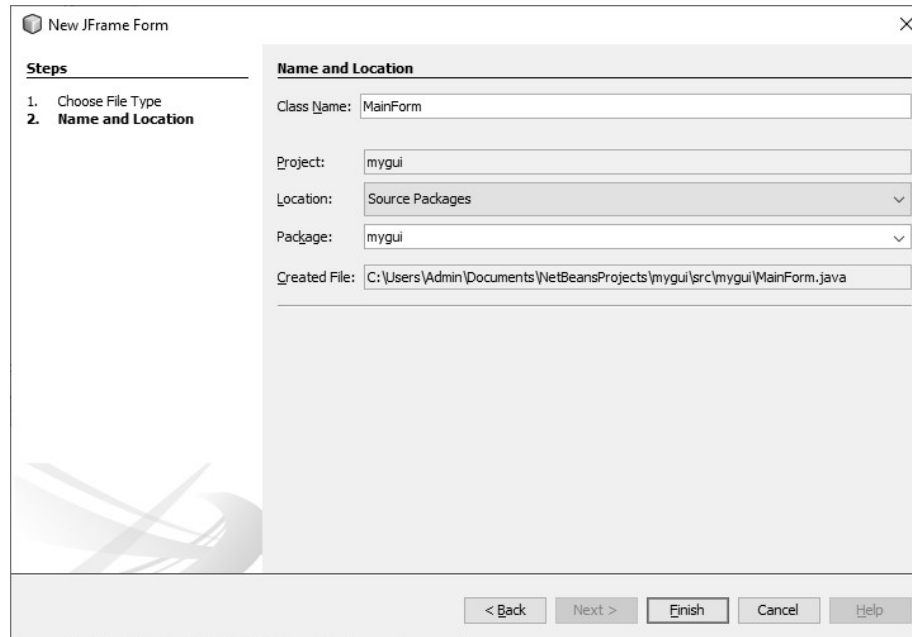 New JFrame Form
Steps
1. Choose File Type
2. Name and Location
Name and Location
Class Name: MainForm
Project: mygui
Location: Source Packages
Package: mygui
Created File: C:\Users\Admin\Documents\NetBeansProjects\mygui\src\mygui\MainForm.java
< Back Next > Finish Cancel Help